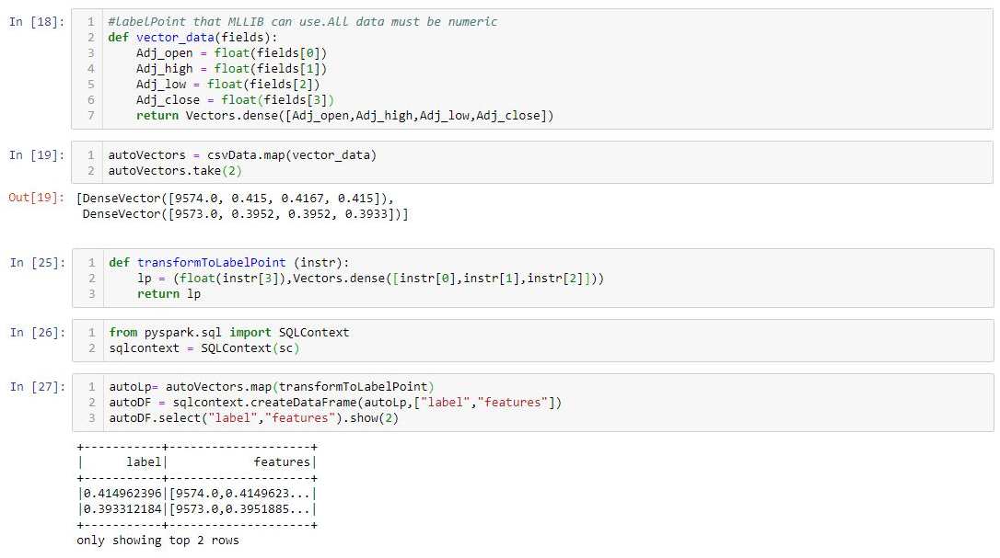 In [18]:
1 #labelPoint that MLLIB can use.All data must be numeric
2 def vector_data(fields):
3     Adj_open = float(fields[0])
4     Adj_high = float(fields[1])
5     Adj_low = float(fields[2])
6     Adj_close = float(fields[3])
7     return Vectors.dense([Adj_open,Adj_high,Adj_low,Adj_close])
In [19]:
1 autoVectors = csvData.map(vector_data)
2 autoVectors.take(2)
Out[19]: [DenseVector([9574.0, 0.415, 0.4167, 0.415]),
 DenseVector([9573.0, 0.3952, 0.3952, 0.3933])]
In [25]:
1 def transformToLabelPoint (instr):
2     lp = (float(instr[3]),Vectors.dense([instr[0],instr[1],instr[2]]))
3     return lp
In [26]:
1 from pyspark.sql import SQLContext
2 sqlcontext = SQLContext(sc)
In [27]:
1 autoLp= autoVectors.map(transformToLabelPoint)
2 autoDF = sqlcontext.createDataFrame(autoLp,["label","features"])
3 autoDF.select("label","features").show(2)
+-----------+--------------------+
|      label|            features|
+-----------+--------------------+
|0.414962396|[9574.0,0.4149623...|
|0.393312184|[9573.0,0.3951885...|
+-----------+--------------------+
only showing top 2 rows